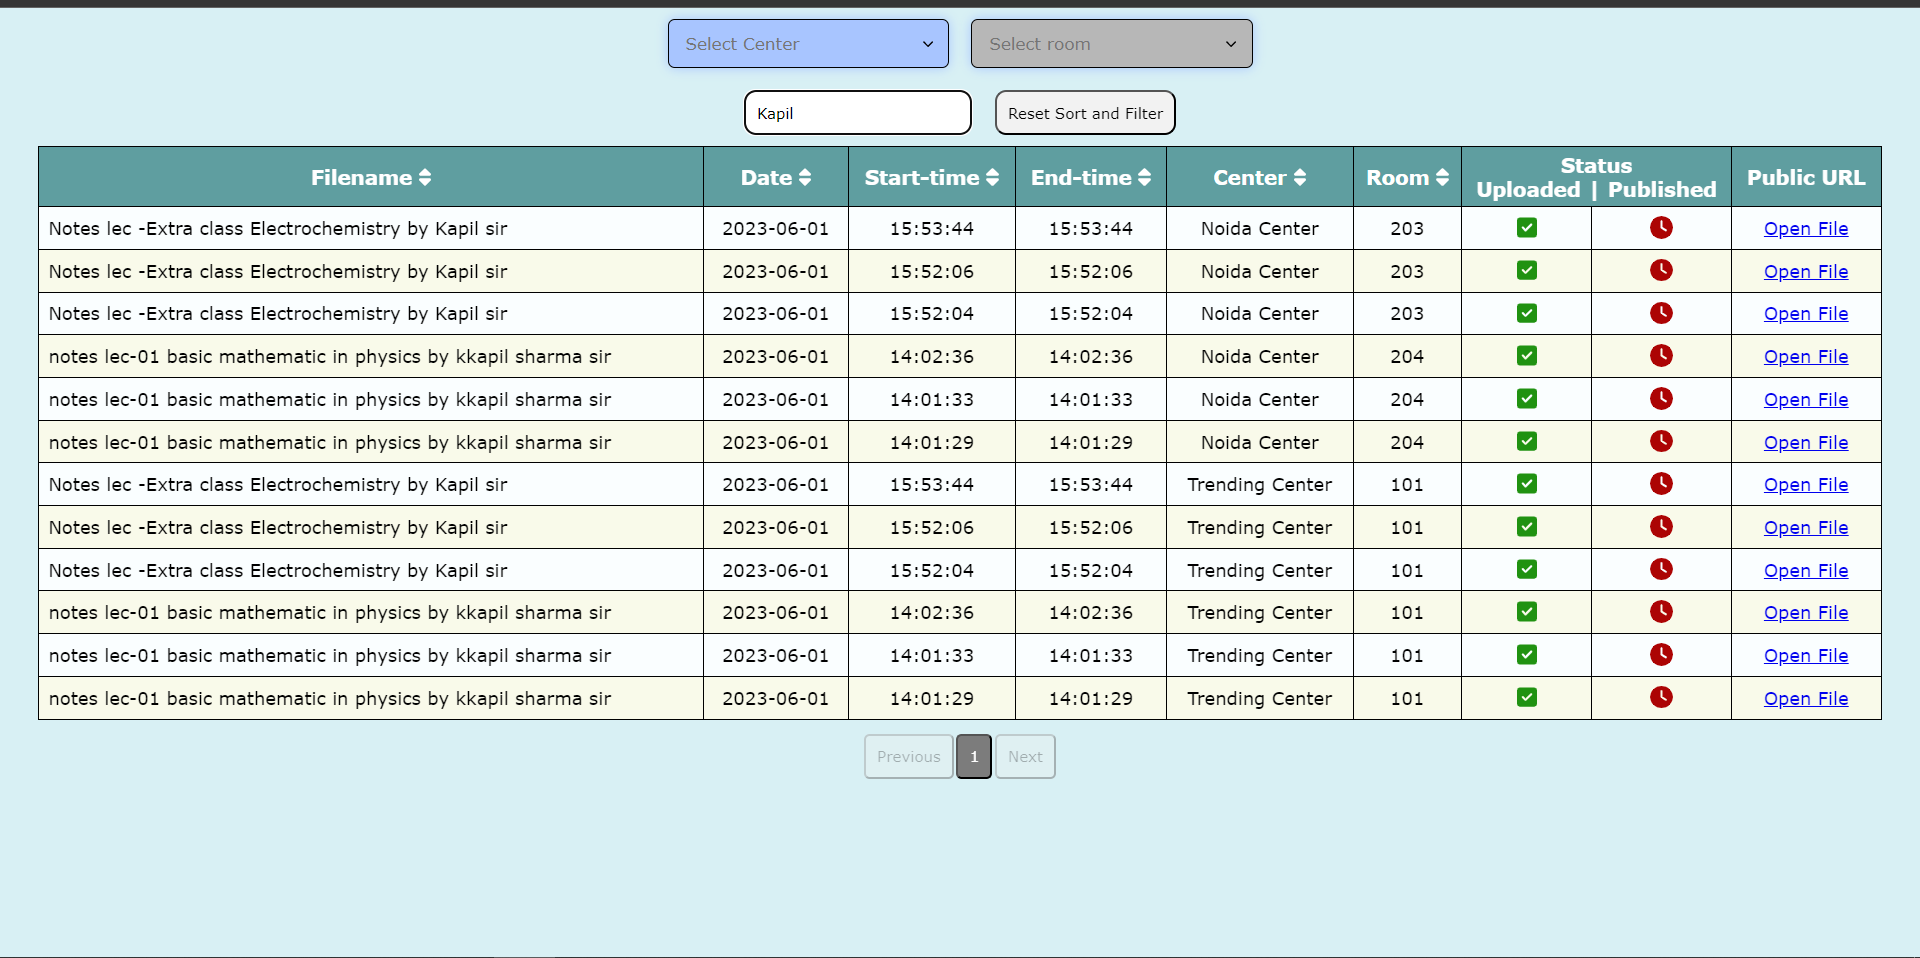 Select Center Select room
Kapil Reset Sort and Filter
Filename Date Start-time End-time Center Room Status Uploaded | Published Public URL
Notes lec -Extra class Electrochemistry by Kapil sir 2023-06-01 15:53:44 15:53:44 Noida Center 203 Open File
Notes lec -Extra class Electrochemistry by Kapil sir 2023-06-01 15:52:06 15:52:06 Noida Center 203 Open File
Notes lec -Extra class Electrochemistry by Kapil sir 2023-06-01 15:52:04 15:52:04 Noida Center 203 Open File
notes lec-01 basic mathematic in physics by kkapil sharma sir 2023-06-01 14:02:36 14:02:36 Noida Center 204 Open File
notes lec-01 basic mathematic in physics by kkapil sharma sir 2023-06-01 14:01:33 14:01:33 Noida Center 204 Open File
notes lec-01 basic mathematic in physics by kkapil sharma sir 2023-06-01 14:01:29 14:01:29 Noida Center 204 Open File
Notes lec -Extra class Electrochemistry by Kapil sir 2023-06-01 15:53:44 15:53:44 Trending Center 101 Open File
Notes lec -Extra class Electrochemistry by Kapil sir 2023-06-01 15:52:06 15:52:06 Trending Center 101 Open File
Notes lec -Extra class Electrochemistry by Kapil sir 2023-06-01 15:52:04 15:52:04 Trending Center 101 Open File
notes lec-01 basic mathematic in physics by kkapil sharma sir 2023-06-01 14:02:36 14:02:36 Trending Center 101 Open File
notes lec-01 basic mathematic in physics by kkapil sharma sir 2023-06-01 14:01:33 14:01:33 Trending Center 101 Open File
notes lec-01 basic mathematic in physics by kkapil sharma sir 2023-06-01 14:01:29 14:01:29 Trending Center 101 Open File
Previous 1 Next